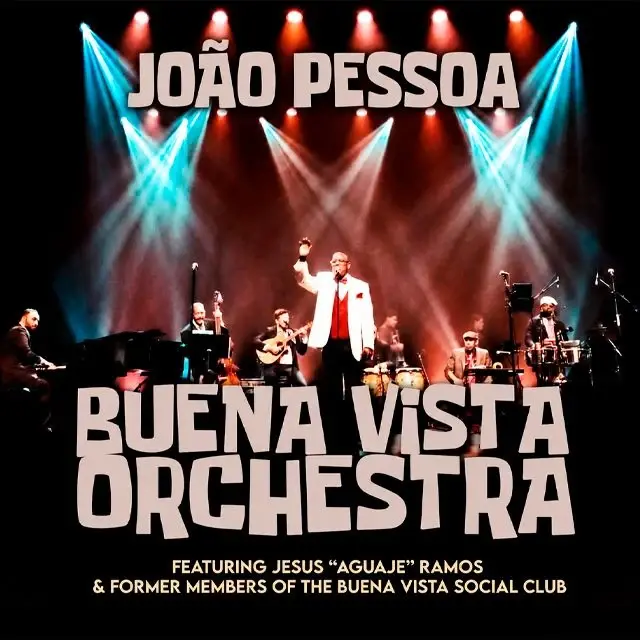 JOÃO PESSOA
BUENA ViSTA
ORCHESTRA
FEATURING JESUS “AGUAJE” RAMOS
& FORMER MEMBERS OF THE BUENA VISTA SOCIAL CLUB